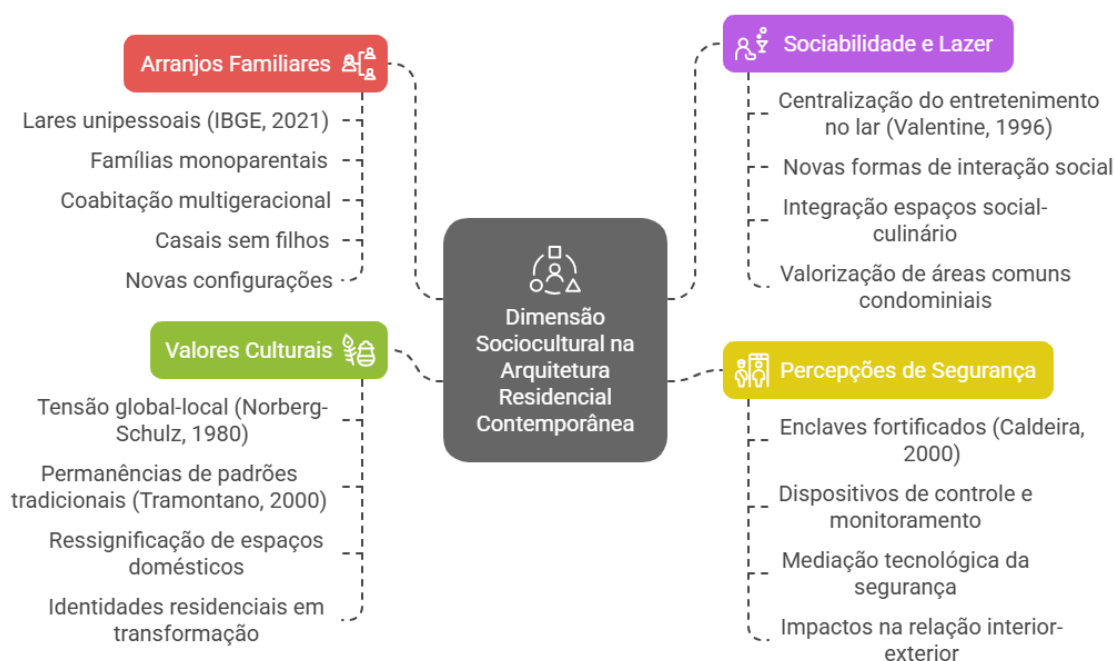 Arranjos Familiares
Lares unipessoais (IBGE, 2021)
Famílias monoparentais
Coabitação multigeracional
Casais sem filhos
Novas configurações
Valores Culturais
Tensão global-local (Norberg-
Schulz, 1980)
Permanências de padrões
tradicionais (Tramontano, 2000)
Ressignificação de espaços
domésticos
Identidades residenciais em
transformação
Dimensão
Sociocultural na
Arquitetura
Residencial
Contemporânea
Sociabilidade e Lazer
Centralização do entretenimento
no lar (Valentine, 1996)
Novas formas de interação social
Integração espaços social-
culinário
Valorização de áreas comuns
condominiais
Percepções de Segurança
Enclaves fortificados (Caldeira,
2000)
Dispositivos de controle e
monitoramento
Mediação tecnológica da
segurança
Impactos na relação interior-
exterior